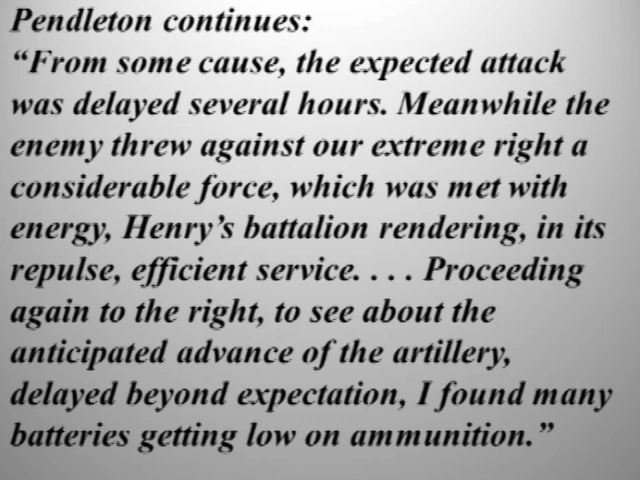 Pendleton continues:
“From some cause, the expected attack
was delayed several hours. Meanwhile the
enemy threw against our extreme right a
considerable force, which was met with
energy, Henry’s battalion rendering, in its
repulse, efficient service. . . . Proceeding
again to the right, to see about the
anticipated advance of the artillery,
delayed beyond expectation, I found many
batteries getting low on ammunition.”